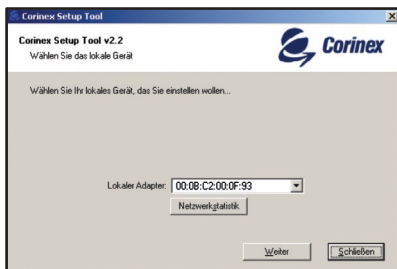 Corinex Setup Tool
Corinex Setup Tool v2.2
Wählen Sie das lokale Gerät
Corinex
Wählen Sie Ihr lokales Gerät, das Sie einstellen wollen...
Lokaler Adapter: 00:0B:C2:00:0F:93
Netzwerkstatistik
Weiter
Schließen